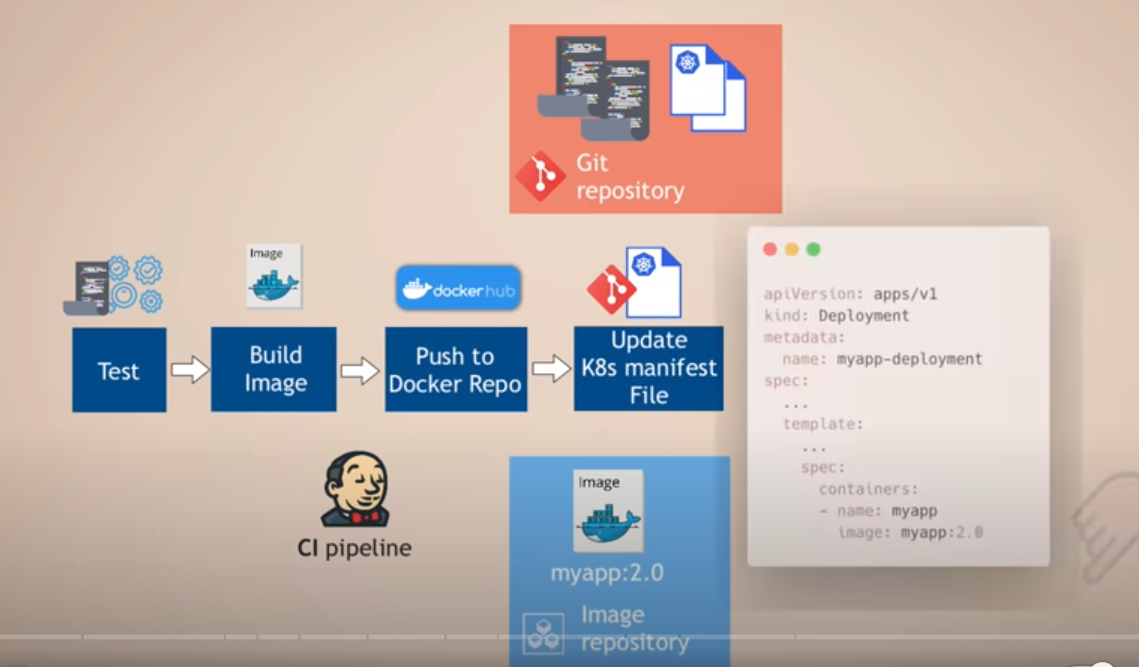 Git
repository
Image
dockerhub
Test
Build
Image
Push to
Docker Repo
Update
K8s manifest
File
apiVersion: apps/v1
kind: Deployment
metadata:
name: myapp-deployment
spec:
...
template:
...
spec:
containers:
- name: myapp
image: myapp:2.0
CI pipeline
Image
myapp:2.0
Image
repository